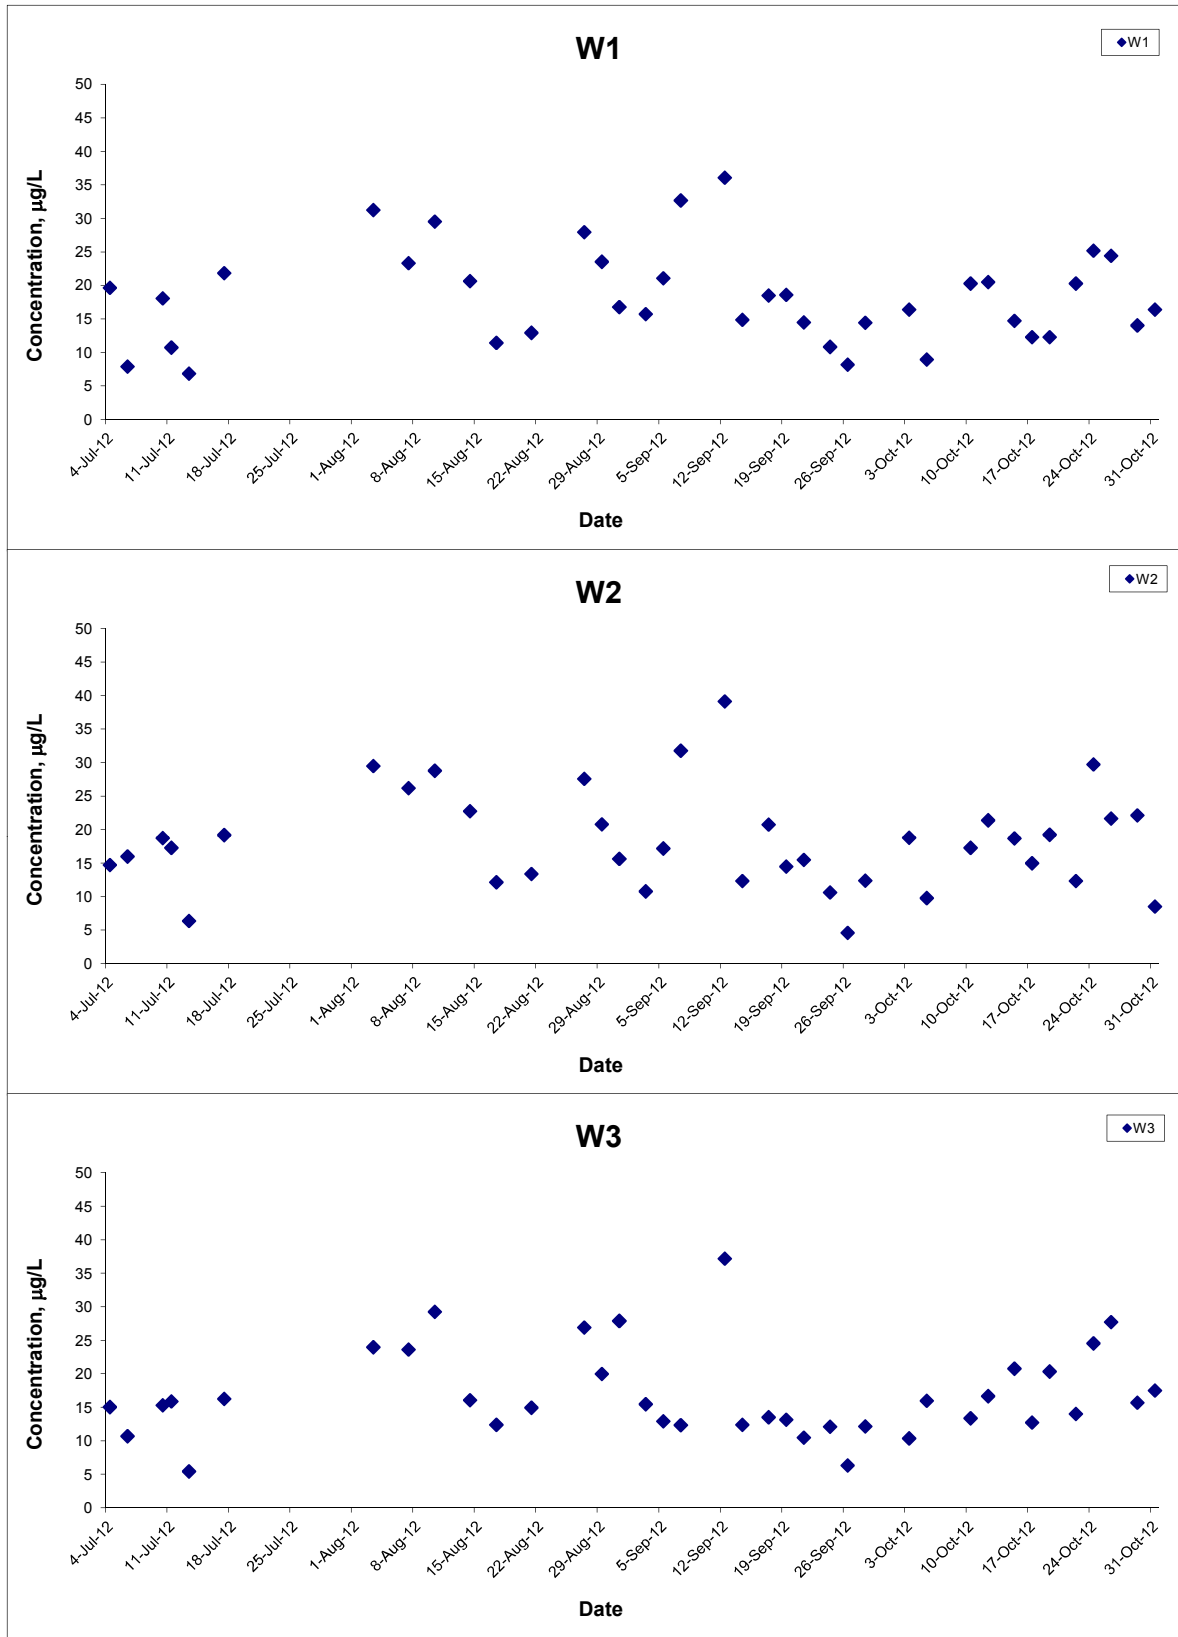 W1
W1
50
45
40
35
30
25
20
15
10
5
0
Concentration, µg/L
4-Jul-12
11-Jul-12
18-Jul-12
25-Jul-12
1-Aug-12
8-Aug-12
15-Aug-12
22-Aug-12
29-Aug-12
5-Sep-12
12-Sep-12
19-Sep-12
26-Sep-12
3-Oct-12
10-Oct-12
17-Oct-12
24-Oct-12
31-Oct-12
Date
W2
W2
50
45
40
35
30
25
20
15
10
5
0
Concentration, µg/L
4-Jul-12
11-Jul-12
18-Jul-12
25-Jul-12
1-Aug-12
8-Aug-12
15-Aug-12
22-Aug-12
29-Aug-12
5-Sep-12
12-Sep-12
19-Sep-12
26-Sep-12
3-Oct-12
10-Oct-12
17-Oct-12
24-Oct-12
31-Oct-12
Date
W3
W3
50
45
40
35
30
25
20
15
10
5
0
Concentration, µg/L
4-Jul-12
11-Jul-12
18-Jul-12
25-Jul-12
1-Aug-12
8-Aug-12
15-Aug-12
22-Aug-12
29-Aug-12
5-Sep-12
12-Sep-12
19-Sep-12
26-Sep-12
3-Oct-12
10-Oct-12
17-Oct-12
24-Oct-12
31-Oct-12
Date